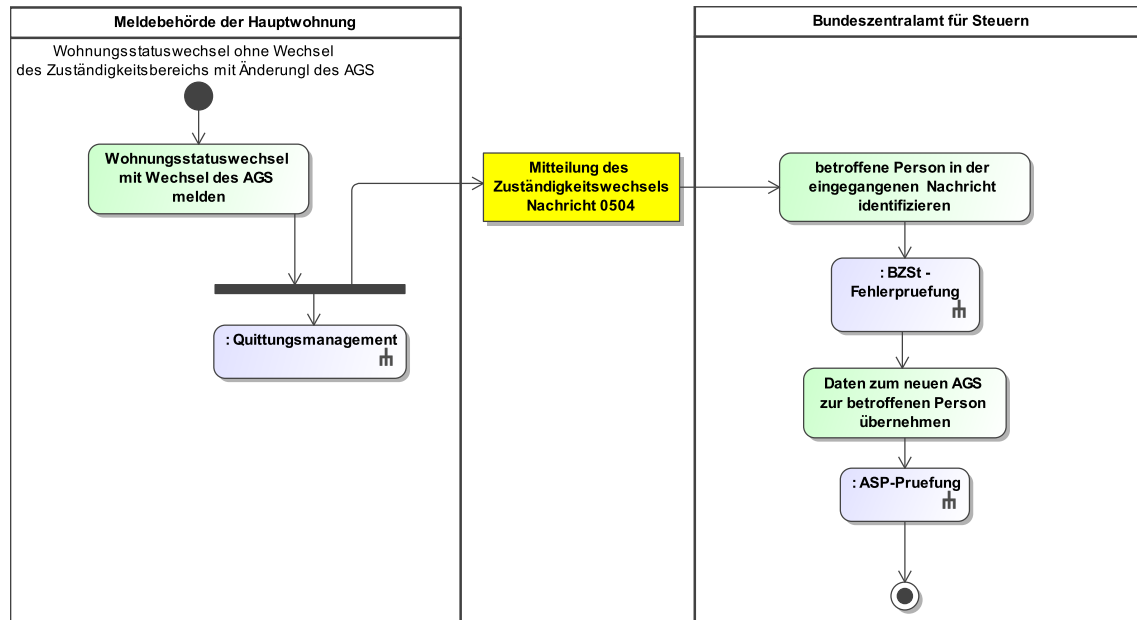 Meldebehörde der Hauptwohnung
Wohnungsstatuswechsel ohne Wechsel
des Zuständigkeitsbereichs mit Änderungl des AGS
Wohnungsstatuswechsel
mit Wechsel des AGS
melden
: Quittungsmanagement
Mitteilung des
Zuständigkeitswechsels
Nachricht 0504
Bundeszentralamt für Steuern
betroffene Person in der
eingegangenen Nachricht
identifizieren
: BZSt -
Fehlerpruefung
Daten zum neuen AGS
zur betroffenen Person
übernehmen
: ASP-Pruefung